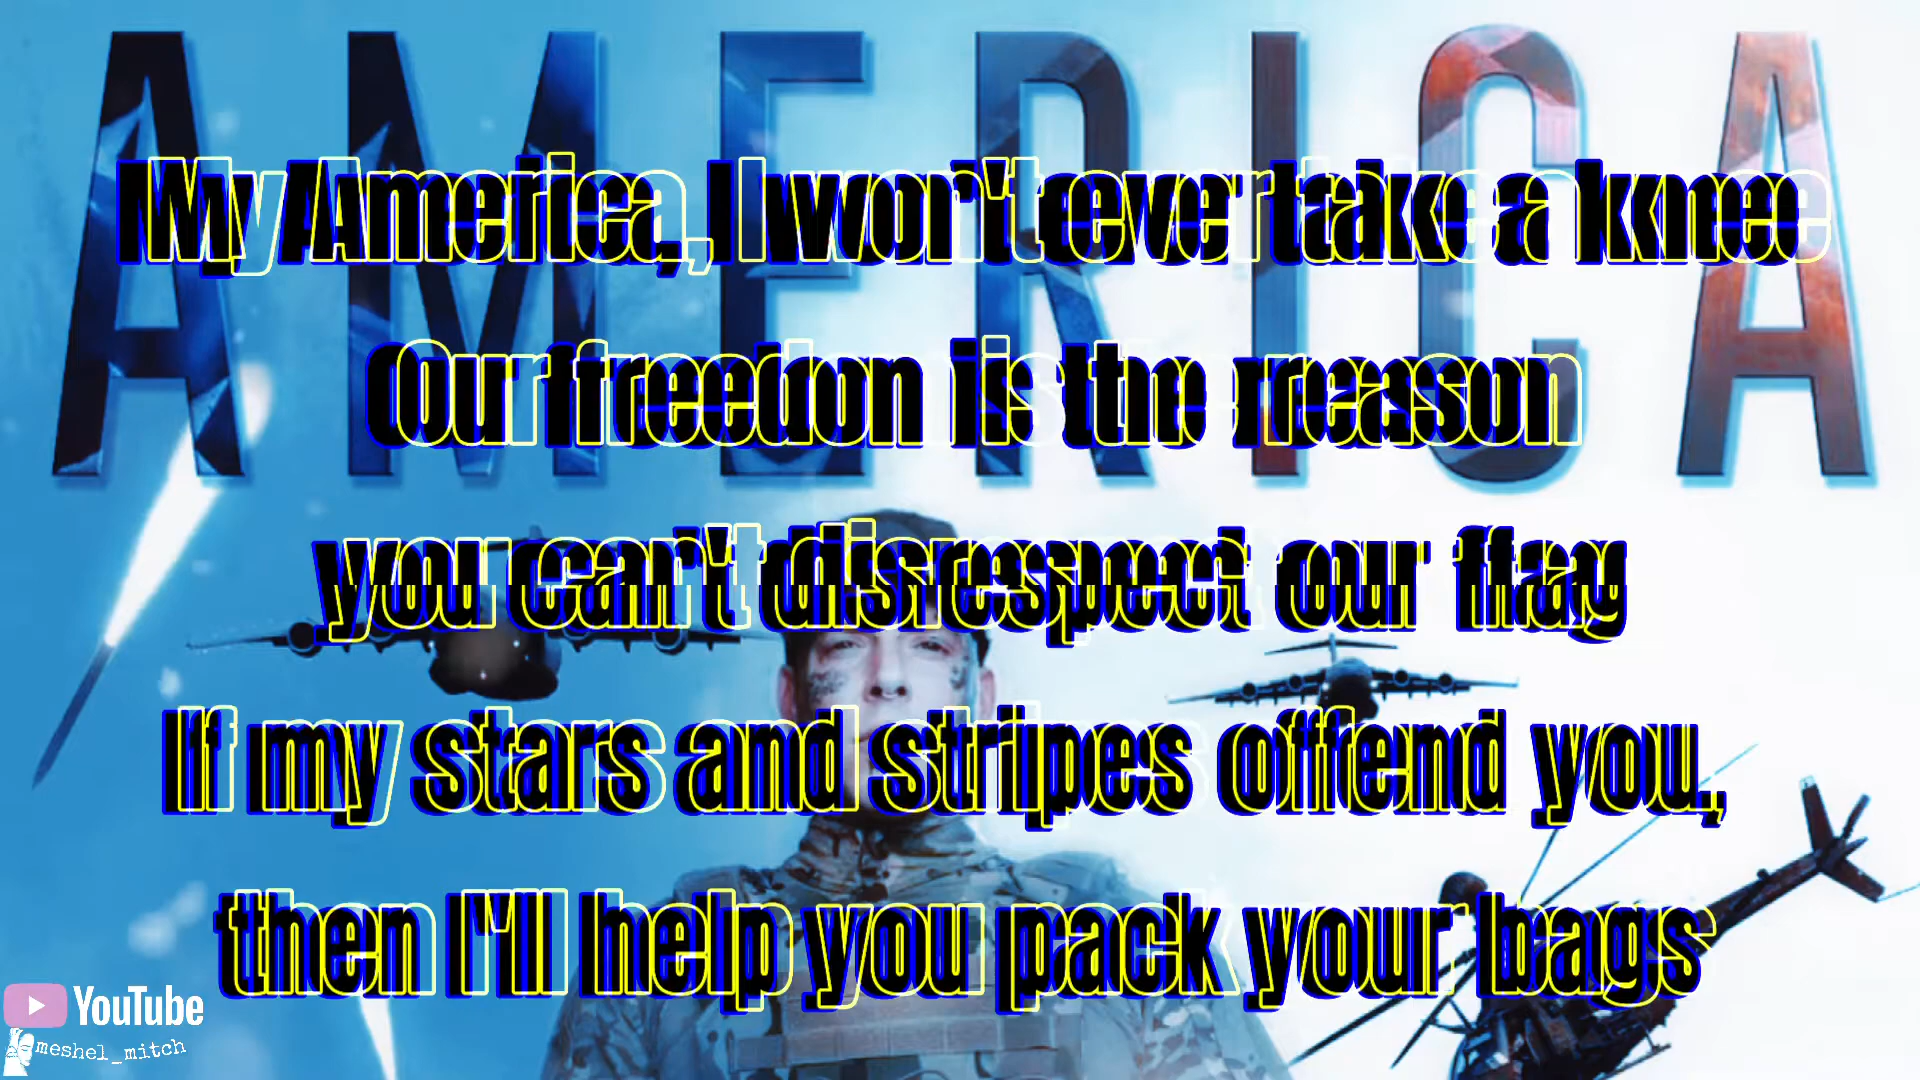 AMERICA
My America, I won't ever take a knee
Our freedon is the reason
you can't disrespect our flag
If my stars and stripes offend you,
then I'll help you pack your bags
YouTube
meshel_mitch